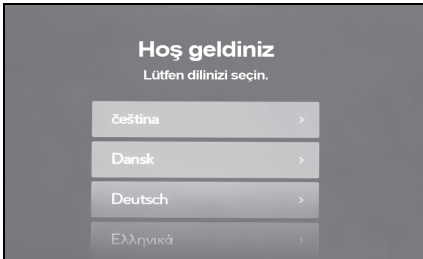 Hoş geldiniz
Lütfen dilinizi seçin.
čeština
Dansk
Deutsch
Ελληνικά